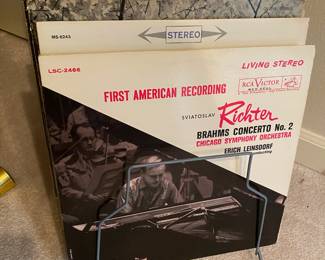 MS-6243
STEREO
LSC-2466
LIVING STEREO
RCA VICTOR
FIRST AMERICAN RECORDING
SVIATOSLAV
Richter
BRAHMS CONCERTO No. 2
CHICAGO SYMPHONY ORCHESTRA
ERICH LEINSDORF